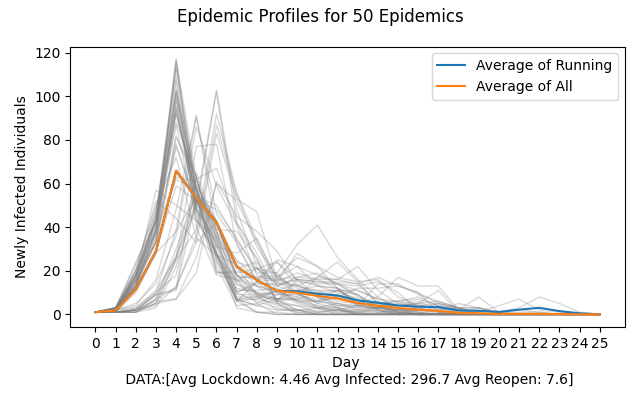 Epidemic Profiles for 50 Epidemics
Average of Running
Average of All
Newly Infected Individuals
120
100
80
60
40
20
0
0 1 2 3 4 5 6 7 8 9 10 11 12 13 14 15 16 17 18 19 20 21 22 23 24 25
Day
DATA:[Avg Lockdown: 4.46 Avg Infected: 296.7 Avg Reopen: 7.6]